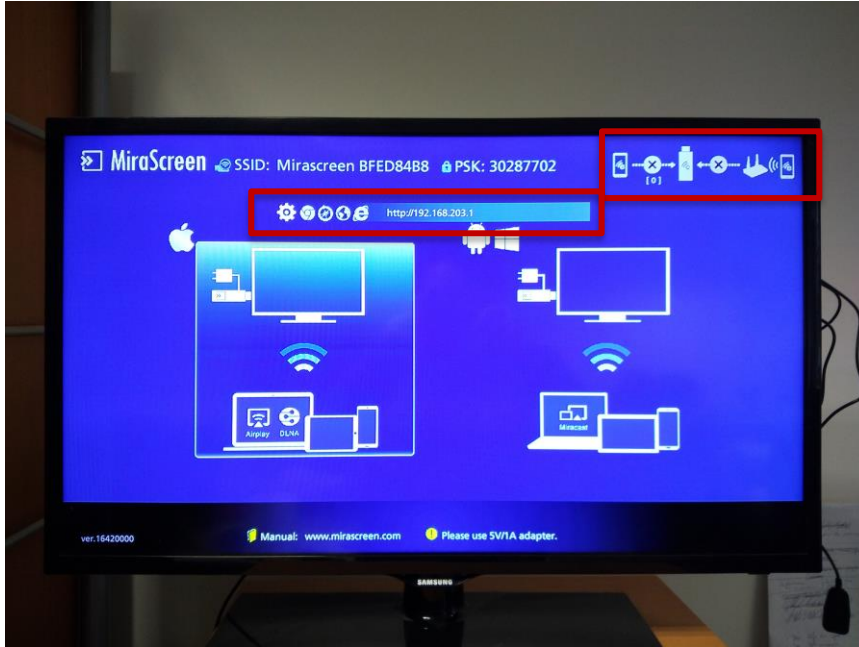 MiraScreen SSID: Mirascreen BFED84B8 PSK: 30287702
[0]
http://192.168.203.1
Airplay DLNA
Miracast
ver.16420000 Manual: www.mirascreen.com Please use 5V/1A adapter.
SAMSUNG